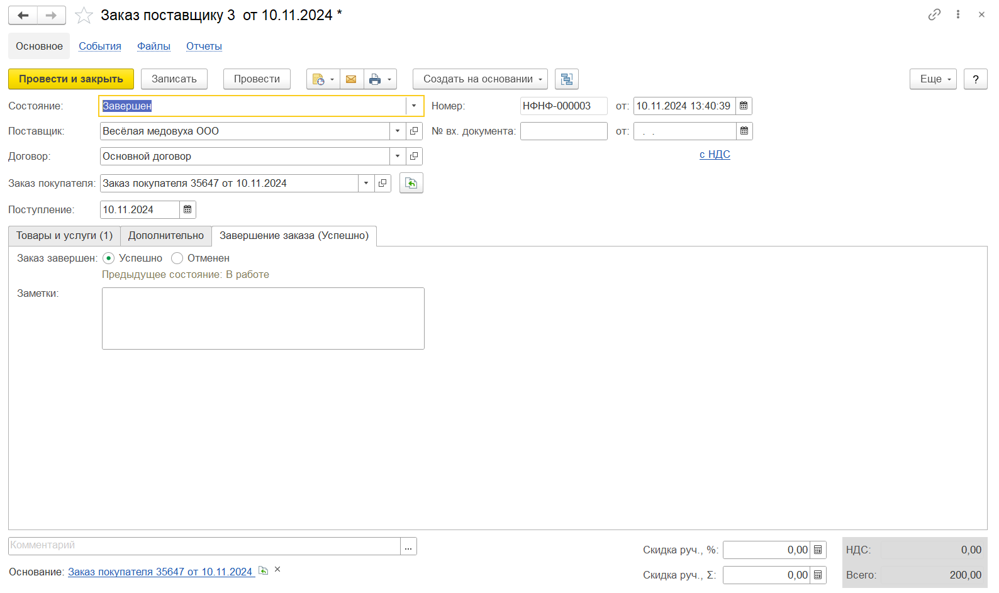 Заказ поставщику 3 от 10.11.2024 *
Основное События Файлы Отчеты
Провести и закрыть Записать Провести Создать на основании Еще ?
Состояние: Завершен Номер: НФНФ-000003 от: 10.11.2024 13:40:39
Поставщик: Весёлая медовуха ООО № вх. документа: от: . .
Договор: Основной договор с НДС
Заказ покупателя: Заказ покупателя 35647 от 10.11.2024
Поступление: 10.11.2024
Товары и услуги (1) Дополнительно Завершение заказа (Успешно)
Заказ завершен: Успешно Отменен
Предыдущее состояние: В работе
Заметки:
Комментарий ...
Скидка руч., %: 0,00 НДС: 0,00
Основание: Заказ покупателя 35647 от 10.11.2024
Скидка руч., Σ: 0,00 Всего: 200,00